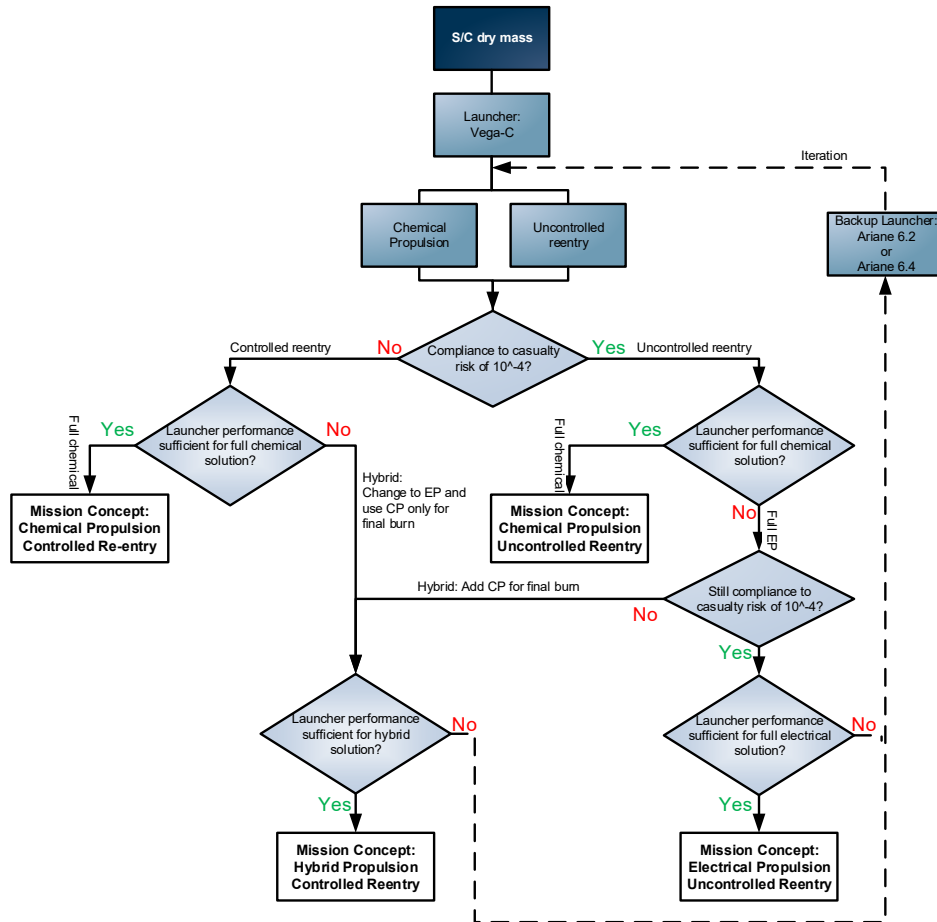 S/C dry mass
Launcher:
Vega-C
Iteration
Chemical
Propulsion
Uncontrolled
reentry
Backup Launcher:
Ariane 6.2
or
Ariane 6.4
Controlled reentry
No
Compliance to casualty
risk of 10^-4?
Yes
Uncontrolled reentry
Full chemical
Yes
Launcher performance
sufficient for full chemical
solution?
No
Full chemical
Yes
Launcher performance
sufficient for full chemical
solution?
Hybrid:
Change to EP and
use CP only for
final burn
Mission Concept:
Chemical Propulsion
Controlled Re-entry
Mission Concept:
Chemical Propulsion
Uncontrolled Reentry
No
Full EP
Hybrid: Add CP for final burn
No
Still compliance to
casualty risk of 10^-4?
Yes
Launcher performance
sufficient for hybrid
solution?
No
Launcher performance
sufficient for full electrical
solution?
No
Yes
Yes
Mission Concept:
Hybrid Propulsion
Controlled Reentry
Mission Concept:
Electrical Propulsion
Uncontrolled Reentry